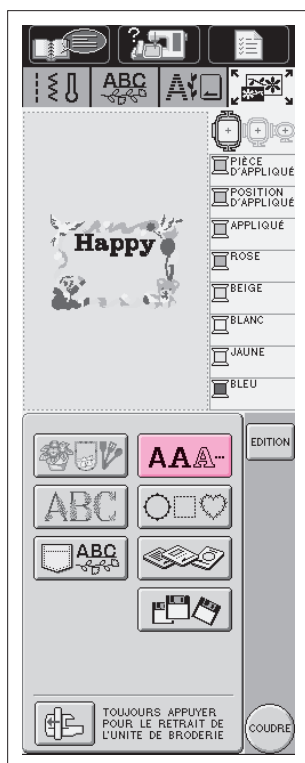 ABC
A
Happy
PIÈCE
D'APPLIQUÉ
POSITION
D'APPLIQUÉ
APPLIQUÉ
ROSE
BEIGE
BLANC
JAUNE
BLEU
EDITION
AAA
ABC
ABC
TOUJOURS APPUYER
POUR LE RETRAIT DE
L'UNITE DE BRODERIE
COUDRE